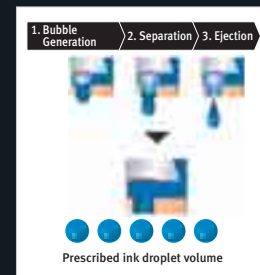 1. Bubble
Generation
2. Separation
3. Ejection
Prescribed ink droplet volume